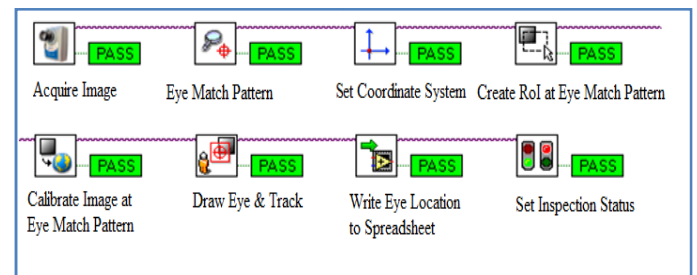 PASS PASS PASS PASS
Acquire Image Eye Match Pattern Set Coordinate System Create RoI at Eye Match Pattern
PASS PASS PASS PASS
Calibrate Image at
Eye Match Pattern
Draw Eye & Track
Write Eye Location
to Spreadsheet
Set Inspection Status